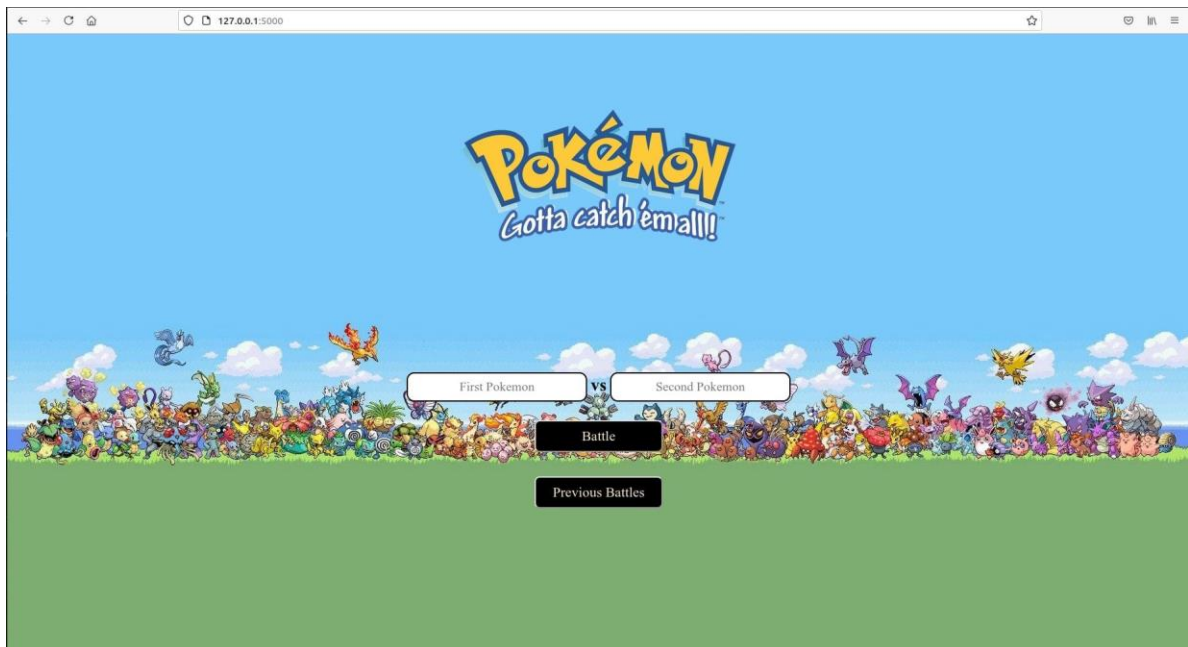 127.0.0.1:5000
POKéMON
Gotta catch 'em all!
First Pokemon vs Second Pokemon
Battle
Previous Battles